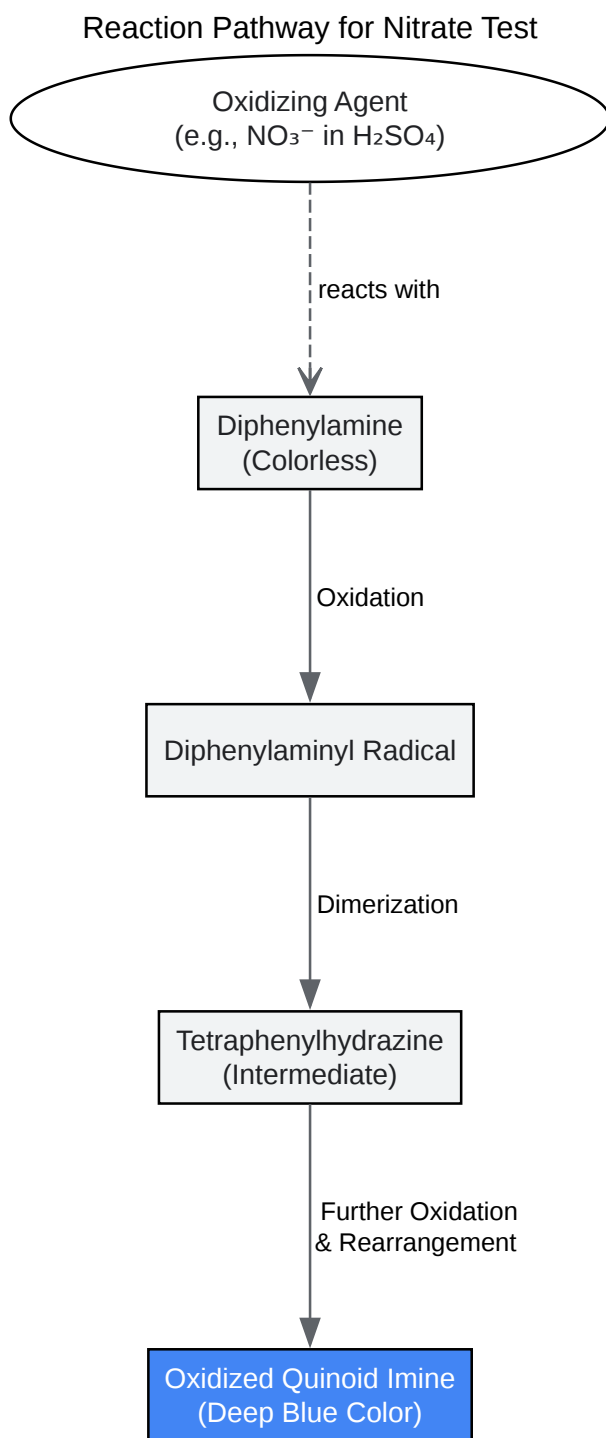 Reaction Pathway for Nitrate Test
Oxidizing Agent
(e.g., NO₃⁻ in H₂SO₄)
reacts with
Diphenylamine
(Colorless)
Oxidation
Diphenylaminyl Radical
Dimerization
Tetraphenylhydrazine
(Intermediate)
Further Oxidation
& Rearrangement
Oxidized Quinoid Imine
(Deep Blue Color)